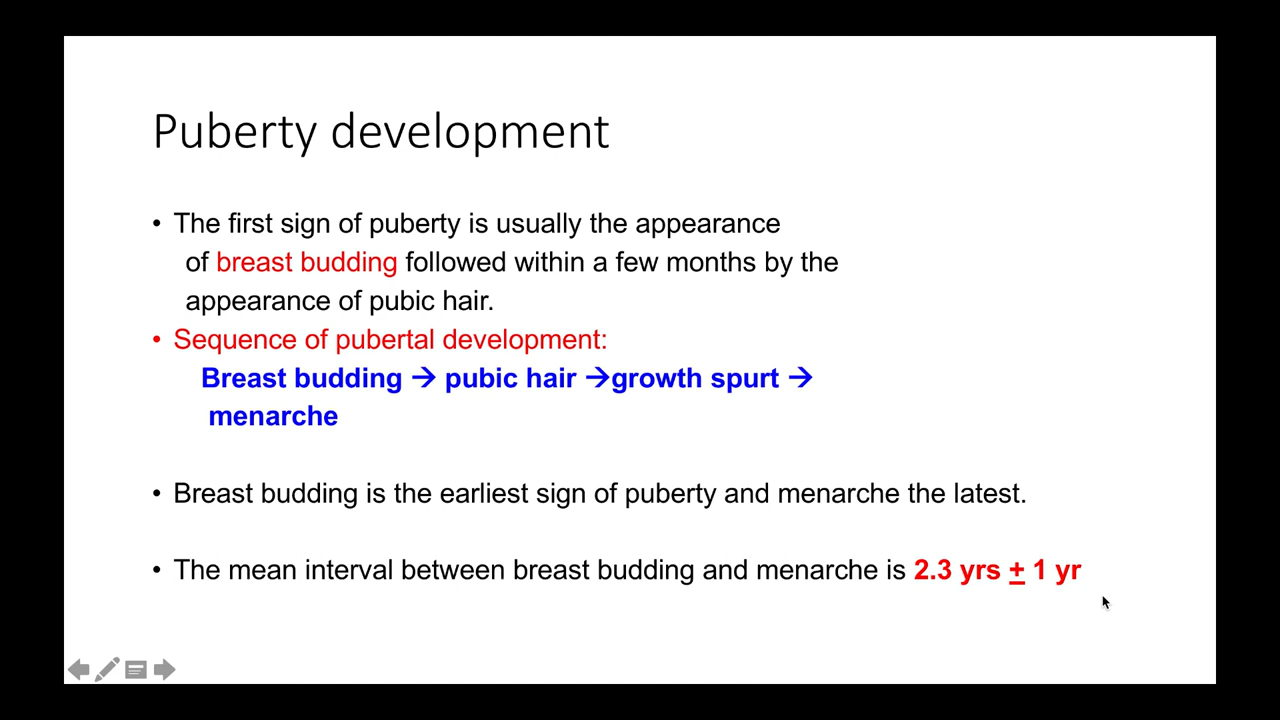 Puberty development
• The first sign of puberty is usually the appearance
of breast budding followed within a few months by the
appearance of pubic hair.
• Sequence of pubertal development:
Breast budding → pubic hair →growth spurt →
menarche
• Breast budding is the earliest sign of puberty and menarche the latest.
• The mean interval between breast budding and menarche is 2.3 yrs ± 1 yr